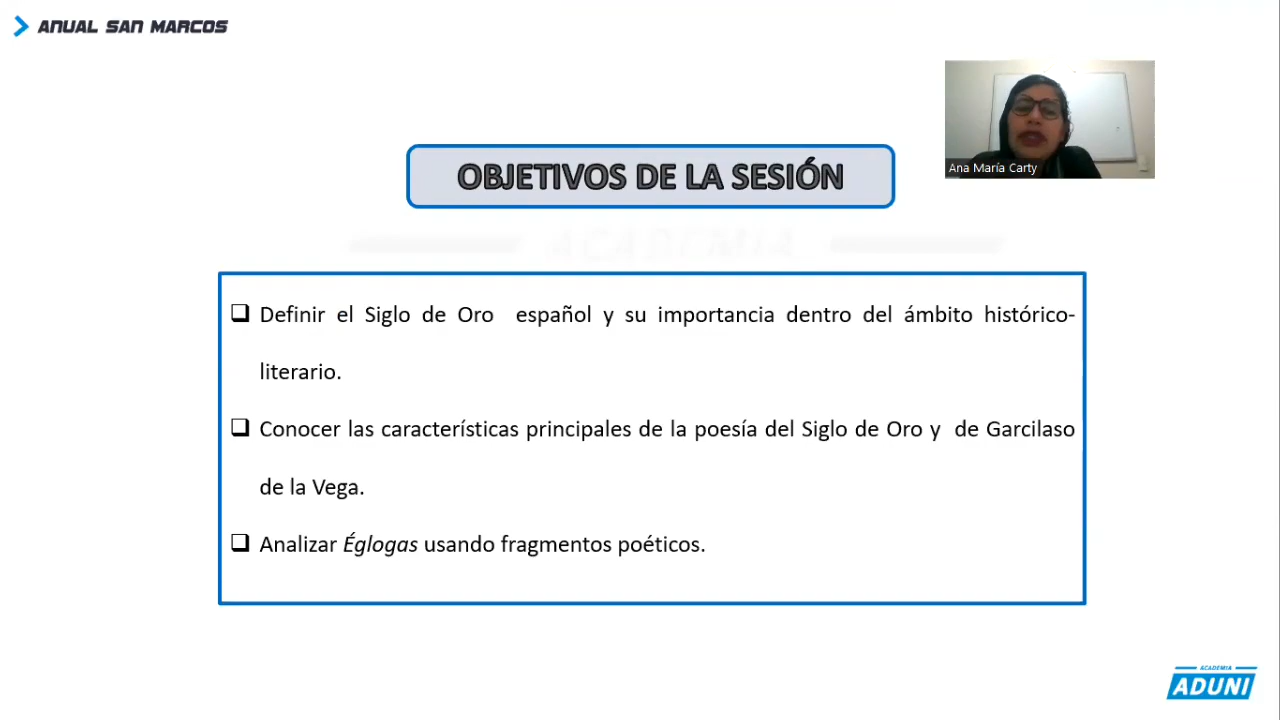 ANUAL SAN MARCOS
Ana María Carty
OBJETIVOS DE LA SESIÓN
ACADEMIA
❑ Definir el Siglo de Oro español y su importancia dentro del ámbito histórico-
literario.
❑ Conocer las características principales de la poesía del Siglo de Oro y de Garcilaso
de la Vega.
❑ Analizar Églogas usando fragmentos poéticos.
ACADEMIA
ADUNI